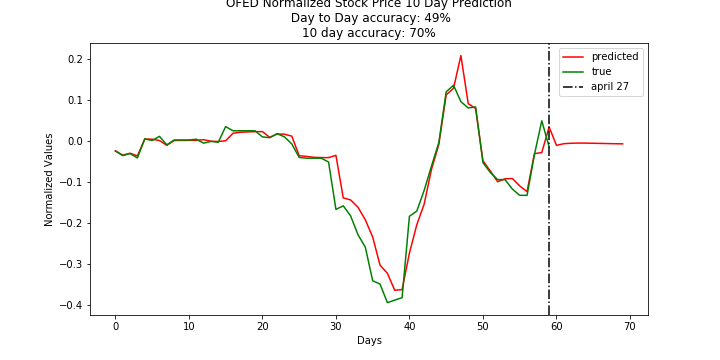 OFED Normalized Stock Price 10 Day Prediction
Day to Day accuracy: 49%
10 day accuracy: 70%
predicted
true
april 27
Normalized Values
0.2
0.1
0.0
−0.1
−0.2
−0.3
−0.4
0 10 20 30 40 50 60 70
Days